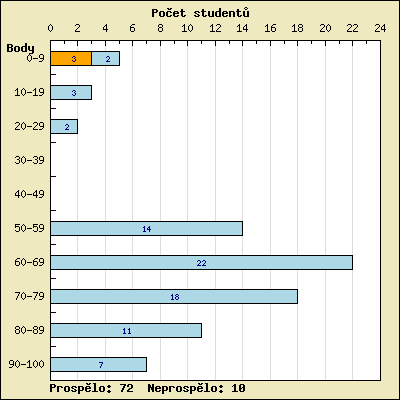 Počet studentů
0 2 4 6 8 10 12 14 16 18 20 22 24
Body
0-9 3 2
10-19 3
20-29 2
30-39
40-49
50-59 14
60-69 22
70-79 18
80-89 11
90-100 7
Prospělo: 72 Neprospělo: 10